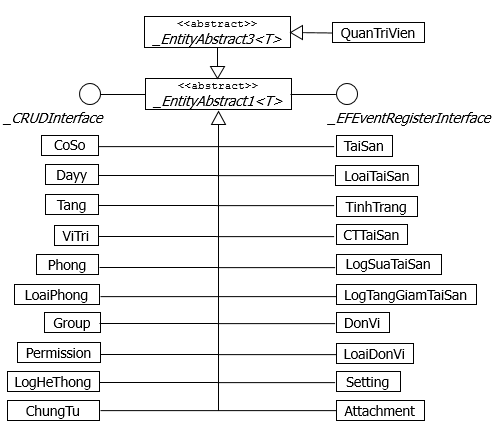 <<abstract>>
_EntityAbstract3<T>
QuanTriVien
<<abstract>>
_EntityAbstract1<T>
_CRUDInterface
_EFEventRegisterInterface
CoSo
TaiSan
Dayy
LoaiTaiSan
Tang
TinhTrang
ViTri
CTTaiSan
Phong
LogSuaTaiSan
LoaiPhong
LogTangGiamTaiSan
Group
DonVi
Permission
LoaiDonVi
LogHeThong
Setting
ChungTu
Attachment